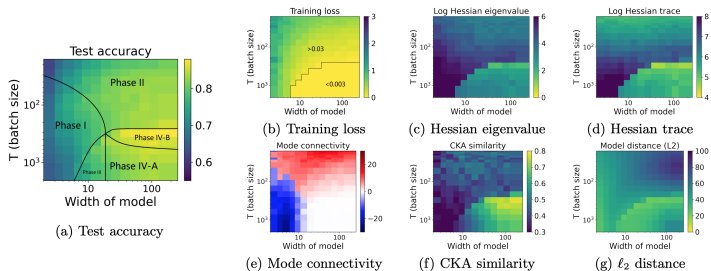 Test accuracy
T (batch size)
10²
10³
Phase I
Phase II
Phase III
Phase IV-A
Phase IV-B
10
100
Width of model
0.8
0.7
0.6
(a) Test accuracy
Training loss
T (batch size)
10²
10³
>0.03
<0.003
10
100
Width of model
3
2
1
0
(b) Training loss
Log Hessian eigenvalue
T (batch size)
10²
10³
10
100
Width of model
6
4
2
0
(c) Hessian eigenvalue
Log Hessian trace
T (batch size)
10²
10³
10
100
Width of model
8
7
6
5
4
(d) Hessian trace
Mode connectivity
T (batch size)
10²
10³
10
100
Width of model
20
0
−20
(e) Mode connectivity
CKA similarity
T (batch size)
10²
10³
10
100
Width of model
0.8
0.7
0.6
0.5
0.4
0.3
(f) CKA similarity
Model distance (L2)
T (batch size)
10²
10³
10
100
Width of model
100
80
60
40
20
0
(g) ℓ₂ distance